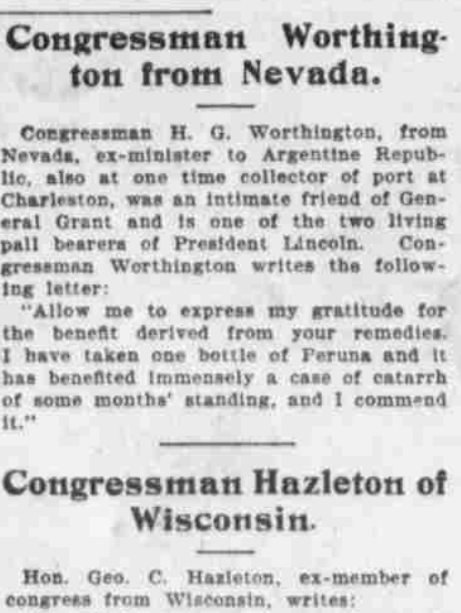 Congressman Worthing-
ton from Nevada.
Congressman H. G. Worthington, from
Nevada, ex-minister to Argentine Repub-
lic, also at one time collector of port at
Charleston, was an intimate friend of Gen-
eral Grant and is one of the two living
pall bearers of President Lincoln. Con-
gressman Worthington writes the follow-
ing letter:
"Allow me to express my gratitude for
the benefit derived from your remedies.
I have taken one bottle of Peruna and it
has benefited immensely a case of catarrh
of some months' standing, and I commend
it."
Congressman Hazleton of
Wisconsin.
Hon. Geo. C. Hazleton, ex-member of
congress from Wisconsin, writes: